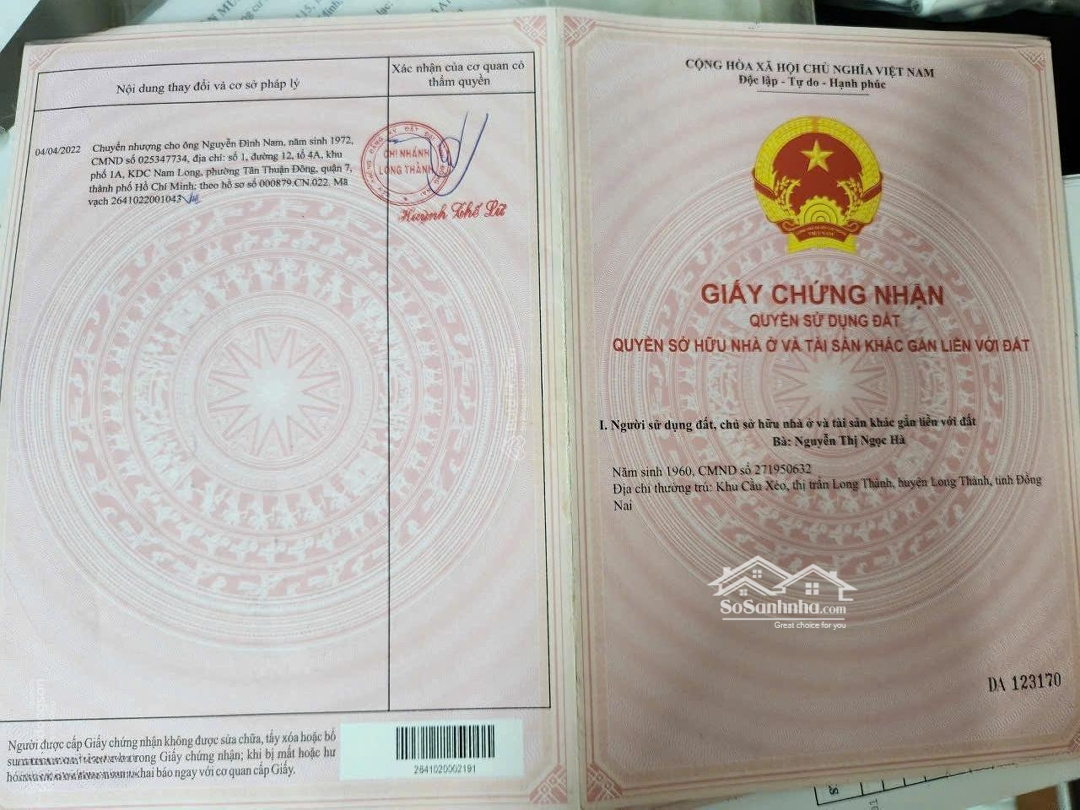 Nội dung thay đổi và cơ sở pháp lý
Xác nhận của cơ quan có
thẩm quyền
04/04/2022
Chuyển nhượng cho ông Nguyễn Đình Nam, năm sinh 1972,
CMND số 025347734, địa chỉ: số 1, đường 12, tổ 4A, khu
phố 1A, KDC Nam Long, phường Tân Thuận Đông, quận 7,
thành phố Hồ Chí Minh; theo hồ sơ số 000879.CN.022. Mã
vạch 2641022001043
CHI NHÁNH
LONG THÀNH
Huỳnh Thế Lữ
Người được cấp Giấy chứng nhận không được sửa chữa, tẩy xóa hoặc bổ
trong Giấy chứng nhận; khi bị mất hoặc hư
khai báo ngay với cơ quan cấp Giấy.
2641020002191
CỘNG HÒA XÃ HỘI CHỦ NGHĨA VIỆT NAM
Độc lập - Tự do - Hạnh phúc
VIỆT NAM
GIẤY CHỨNG NHẬN
QUYỀN SỬ DỤNG ĐẤT
QUYỀN SỞ HỮU NHÀ Ở VÀ TÀI SẢN KHÁC GẮN LIỀN VỚI ĐẤT
I. Người sử dụng đất, chủ sở hữu nhà ở và tài sản khác gắn liền với đất
Bà: Nguyễn Thị Ngọc Hà
Năm sinh 1960, CMND số 271950632
Địa chỉ thường trú: Khu Cầu Xéo, thị trấn Long Thành, huyện Long Thành, tỉnh Đồng
Nai
SoSanhnha.com
Great choice for you
DA 123170